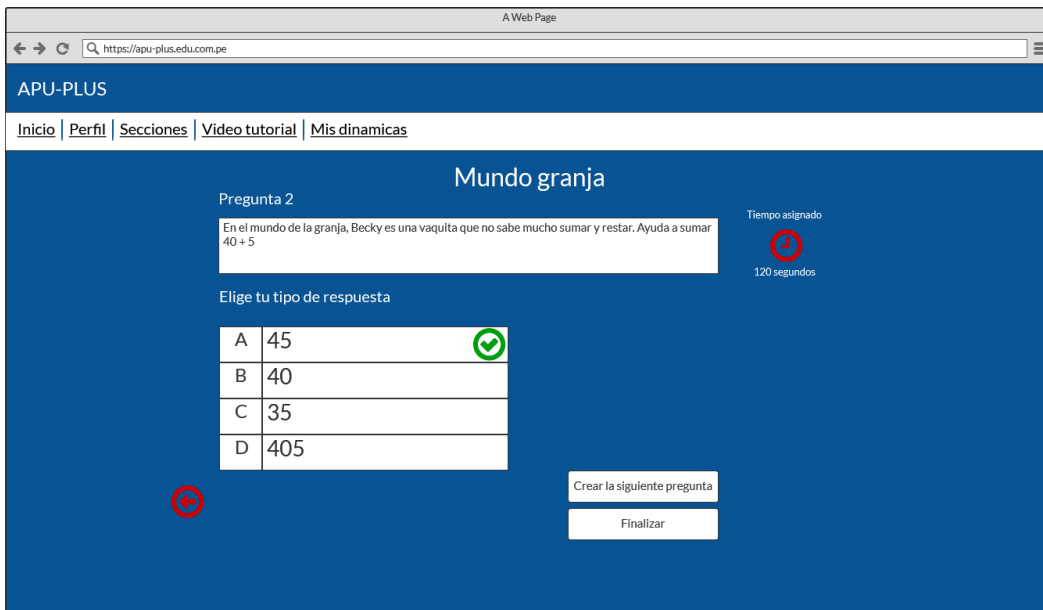 A Web Page
https://apu-plus.edu.com.pe
APU-PLUS
Inicio Perfil Secciones Video tutorial Mis dinamicas
Mundo granja
Pregunta 2
En el mundo de la granja, Becky es una vaquita que no sabe mucho sumar y restar. Ayuda a sumar
40 + 5
Tiempo asignado
120 segundos
Elige tu tipo de respuesta
A 45
B 40
C 35
D 405
Crear la siguiente pregunta
Finalizar